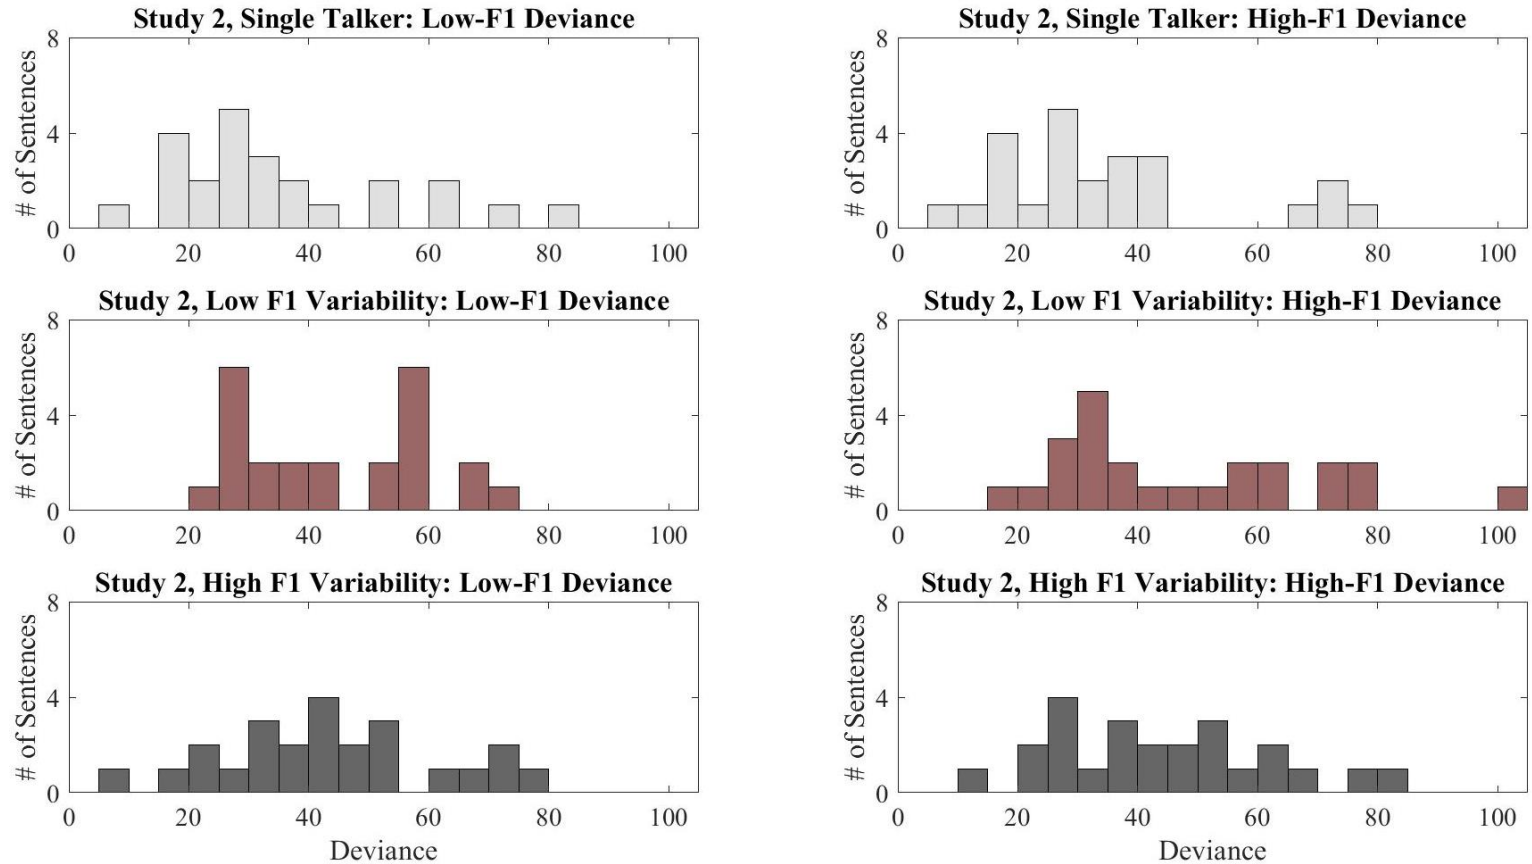 Study 2, Single Talker: Low-F1 Deviance
8
4
0
# of Sentences
0 20 40 60 80 100
Study 2, Single Talker: High-F1 Deviance
8
4
0
# of Sentences
0 20 40 60 80 100
Study 2, Low F1 Variability: Low-F1 Deviance
8
4
0
# of Sentences
0 20 40 60 80 100
Study 2, Low F1 Variability: High-F1 Deviance
8
4
0
# of Sentences
0 20 40 60 80 100
Study 2, High F1 Variability: Low-F1 Deviance
8
4
0
# of Sentences
0 20 40 60 80 100
Deviance
Study 2, High F1 Variability: High-F1 Deviance
8
4
0
# of Sentences
0 20 40 60 80 100
Deviance